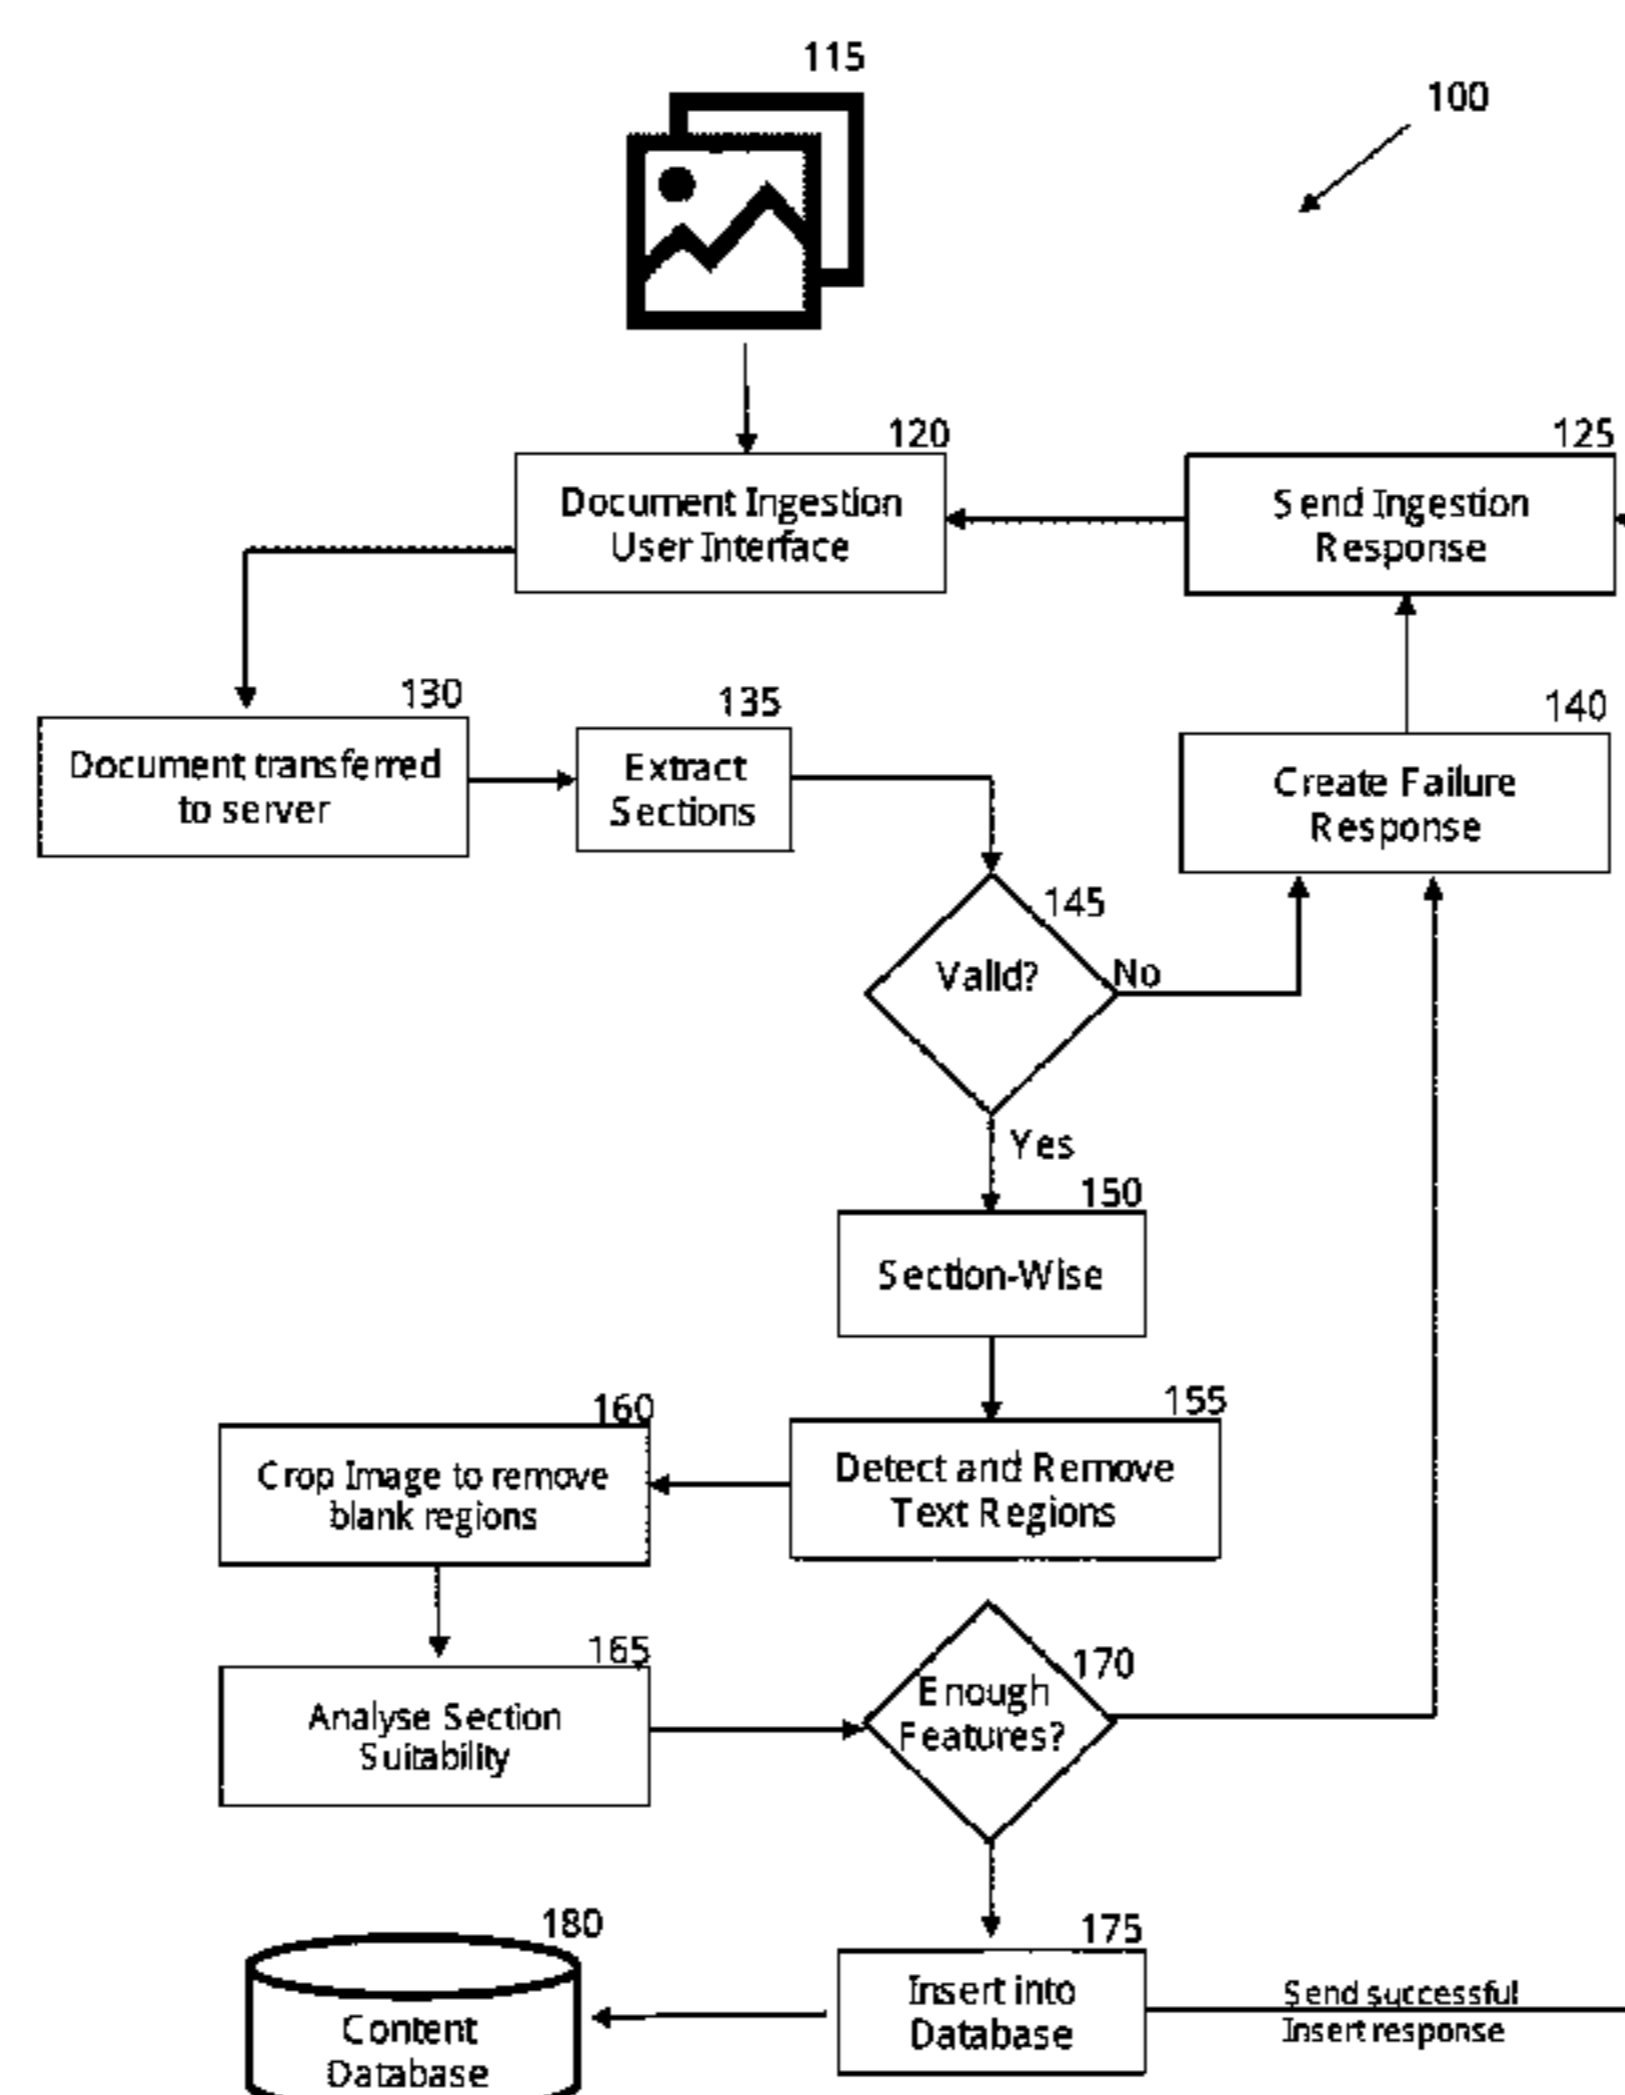 115
100
120
Document Ingestion
User Interface
125
Send Ingestion
Response
130
Document transferred
to server
135
Extract
Sections
140
Create Failure
Response
145
Valid?
No
Yes
150
Section-Wise
155
Detect and Remove
Text Regions
160
Crop Image to remove
blank regions
165
Analyse Section
Suitability
170
Enough
Features?
175
Insert into
Database
Send successful
Insert response
180
Content
Database